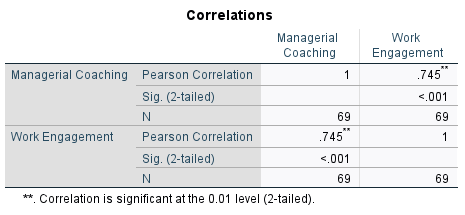 Correlations
Managerial Coaching Work Engagement
Managerial Coaching Pearson Correlation 1 .745**
Sig. (2-tailed) <.001
N 69 69
Work Engagement Pearson Correlation .745** 1
Sig. (2-tailed) <.001
N 69 69
**. Correlation is significant at the 0.01 level (2-tailed).